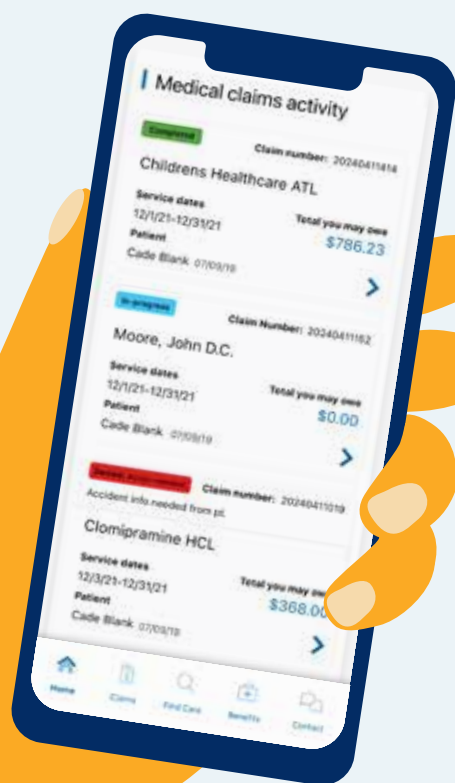 Medical claims activity
Completed
Claim number: 20240411414
Childrens Healthcare ATL
Service dates
12/1/21-12/31/21
Total you may owe
$786.23
Patient
Cade Blank 07/09/19
In-progress
Claim Number: 20240411162
Moore, John D.C.
Service dates
12/1/21-12/31/21
Total you may owe
$0.00
Patient
Cade Blank 07/09/19
Claim number: 20240411019
Accident info needed from pt.
Clomipramine HCL
Service dates
12/3/21-12/31/21
Total you may
$368.00
Patient
Cade Blank 07/09/19
Home
Claims
Find Care
Benefits
Contact